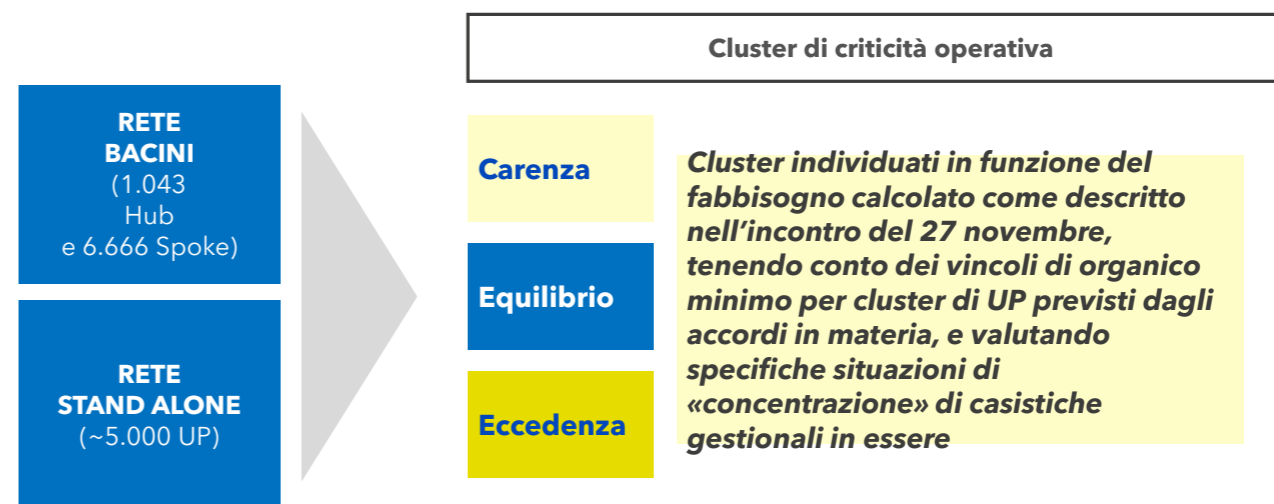 Cluster di criticità operativa
RETE
BACINI
(1.043
Hub
e 6.666 Spoke)
RETE
STAND ALONE
(~5.000 UP)
Carenza
Equilibrio
Eccedenza
Cluster individuati in funzione del
fabbisogno calcolato come descritto
nell’incontro del 27 novembre,
tenendo conto dei vincoli di organico
minimo per cluster di UP previsti dagli
accordi in materia, e valutando
specifiche situazioni di
«concentrazione» di casistiche
gestionali in essere